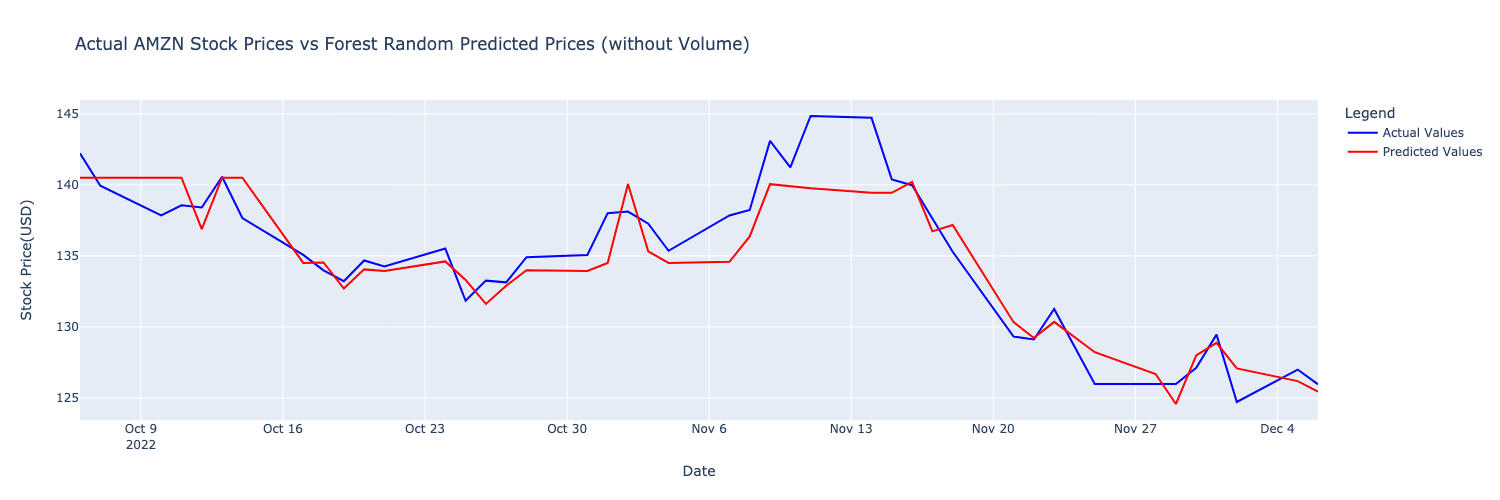 Actual AMZN Stock Prices vs Forest Random Predicted Prices (without Volume)
Legend
Actual Values
Predicted Values
Stock Price(USD)
145
140
135
130
125
Oct 9
2022
Oct 16
Oct 23
Oct 30
Nov 6
Nov 13
Nov 20
Nov 27
Dec 4
Date